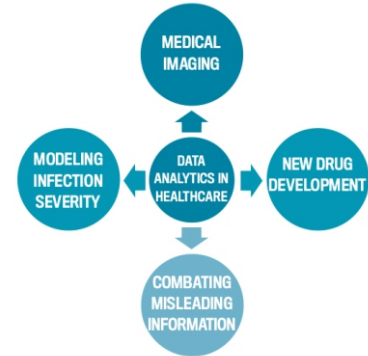 MEDICAL
IMAGING
MODELING
INFECTION
SEVERITY
DATA
ANALYTICS IN
HEALTHCARE
NEW DRUG
DEVELOPMENT
COMBATING
MISLEADING
INFORMATION